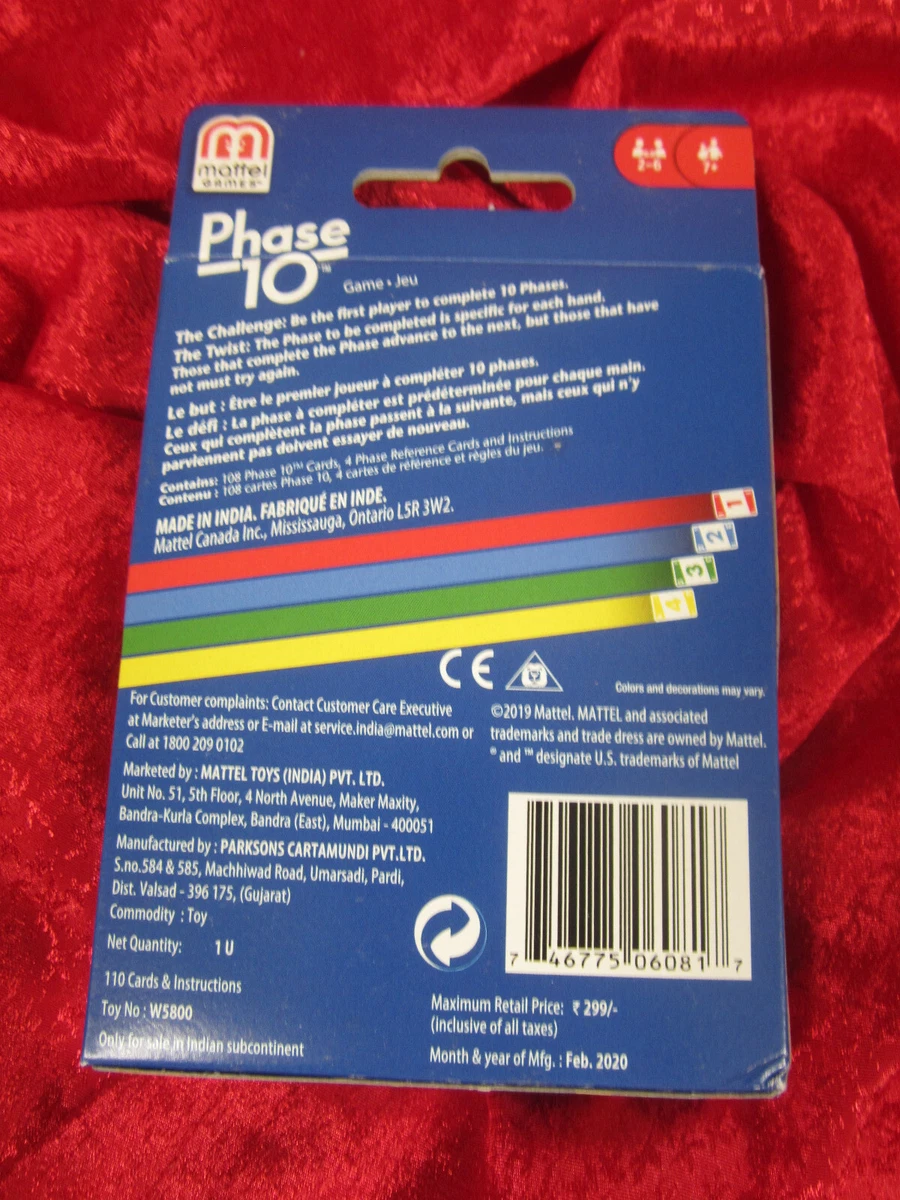 mattel
GAMES™
2-6
7+
Phase
10™
Game • Jeu
The Challenge: Be the first player to complete 10 Phases.
The Twist: The Phase to be completed is specific for each hand.
Those that complete the Phase advance to the next, but those that have
not must try again.
Le but : Être le premier joueur à compléter 10 phases.
Le défi : La phase à compléter est prédéterminée pour chaque main.
Ceux qui complètent la phase passent à la suivante, mais ceux qui n'y
parviennent pas doivent essayer de nouveau.
Contains: 108 Phase 10™ Cards, 4 Phase Reference Cards and Instructions
Contenu : 108 cartes Phase 10, 4 cartes de référence et règles du jeu.
MADE IN INDIA. FABRIQUÉ EN INDE.
Mattel Canada Inc., Mississauga, Ontario L5R 3W2.
1
2
3
4
CE
Colors and decorations may vary.
For Customer complaints: Contact Customer Care Executive
at Marketer's address or E-mail at service.india@mattel.com or
Call at 1800 209 0102
©2019 Mattel. MATTEL and associated
trademarks and trade dress are owned by Mattel.
® and ™ designate U.S. trademarks of Mattel
Marketed by : MATTEL TOYS (INDIA) PVT. LTD.
Unit No. 51, 5th Floor, 4 North Avenue, Maker Maxity,
Bandra-Kurla Complex, Bandra (East), Mumbai - 400051
Manufactured by : PARKSONS CARTAMUNDI PVT.LTD.
S.no.584 & 585, Machhiwad Road, Umarsadi, Pardi,
Dist. Valsad - 396 175, (Gujarat)
Commodity : Toy
Net Quantity: 1 U
110 Cards & Instructions
Toy No : W5800
Only for sale in Indian subcontinent
7 46775 06081 7
Maximum Retail Price: ₹ 299/-
(Inclusive of all taxes)
Month & year of Mfg. : Feb. 2020